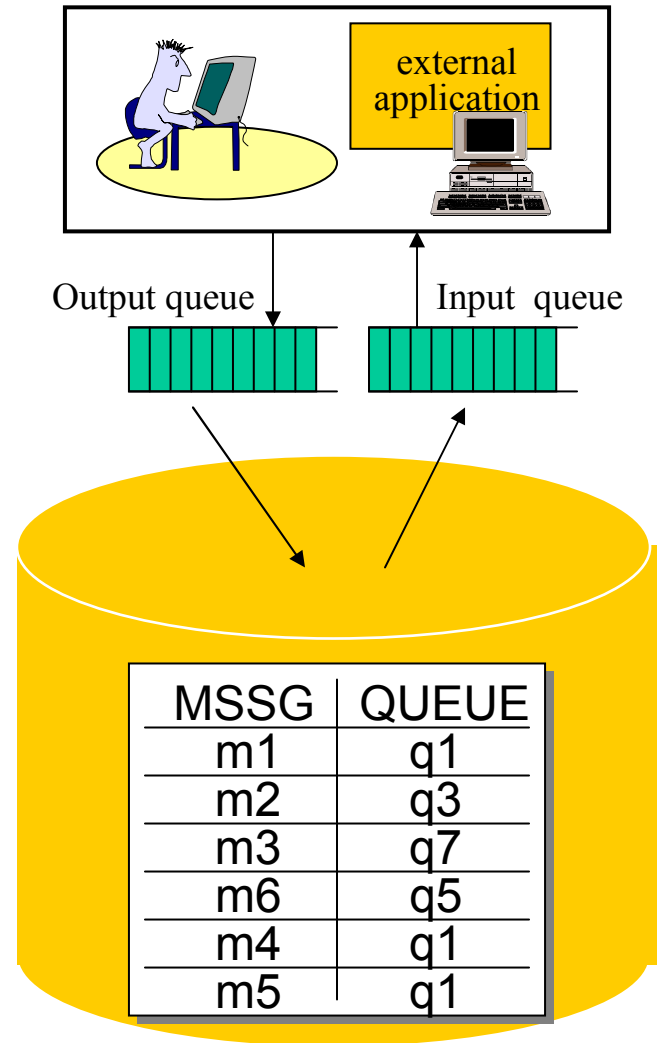 external
application
Output queue
Input queue
MSSG QUEUE
m1 q1
m2 q3
m3 q7
m6 q5
m4 q1
m5 q1